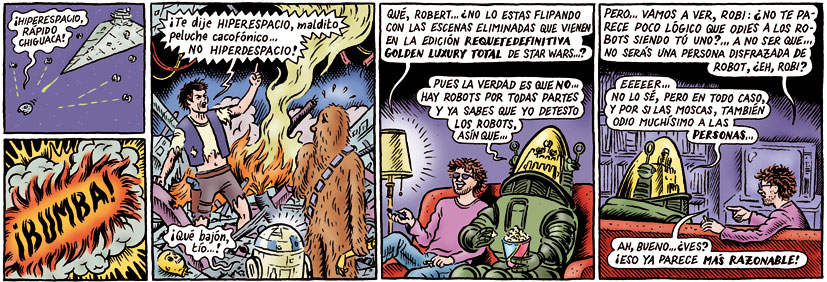 ¡HIPERESPACIO,
RÁPIDO
CHIGUACA!
¡BUMBA!
¡Te dije HIPERESPACIO, maldito
peluche cacofónico...
NO HIPERDESPACIO!
¡Qué bajón,
tío...!
QUÉ, ROBERT... ¿NO LO ESTAS FLIPANDO
CON LAS ESCENAS ELIMINADAS QUE VIENEN
EN LA EDICIÓN REQUETEDEFINITIVA
GOLDEN LUXURY TOTAL DE STAR WARS...?
PUES LA VERDAD ES QUE NO...
HAY ROBOTS POR TODAS PARTES
Y YA SABES QUE YO DETESTO
LOS ROBOTS,
ASÍN QUE...
PERO... VAMOS A VER, ROBI: ¿NO TE PA-
RECE POCO LÓGICO QUE ODIES A LOS RO-
BOTS SIENDO TÚ UNO?... A NO SER QUE...
NO SERÁS UNA PERSONA DISFRAZADA DE
ROBOT, ¿EH, ROBI?
EEEEER...
NO LO SÉ, PERO EN TODO CASO,
Y POR SI LAS MOSCAS, TAMBIÉN
ODIO MUCHÍSIMO A LAS
PERSONAS...
AH, BUENO... ¿VES?
¡ESO YA PARECE MÁS RAZONABLE!